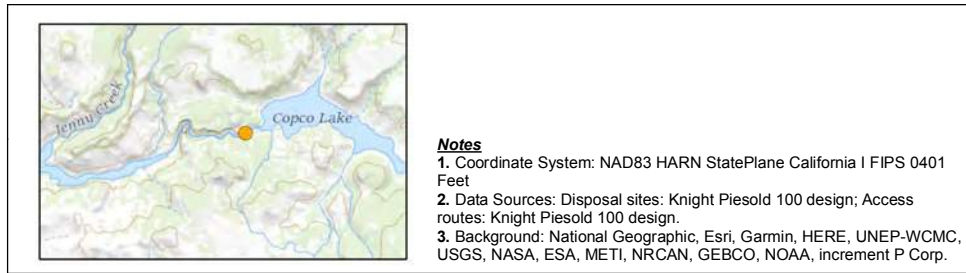 Jenny Creek
Copco Lake
Notes
1. Coordinate System: NAD83 HARN StatePlane California I FIPS 0401
Feet
2. Data Sources: Disposal sites: Knight Piesold 100 design; Access
routes: Knight Piesold 100 design.
3. Background: National Geographic, Esri, Garmin, HERE, UNEP-WCMC,
USGS, NASA, ESA, METI, NRCAN, GEBCO, NOAA, increment P Corp.